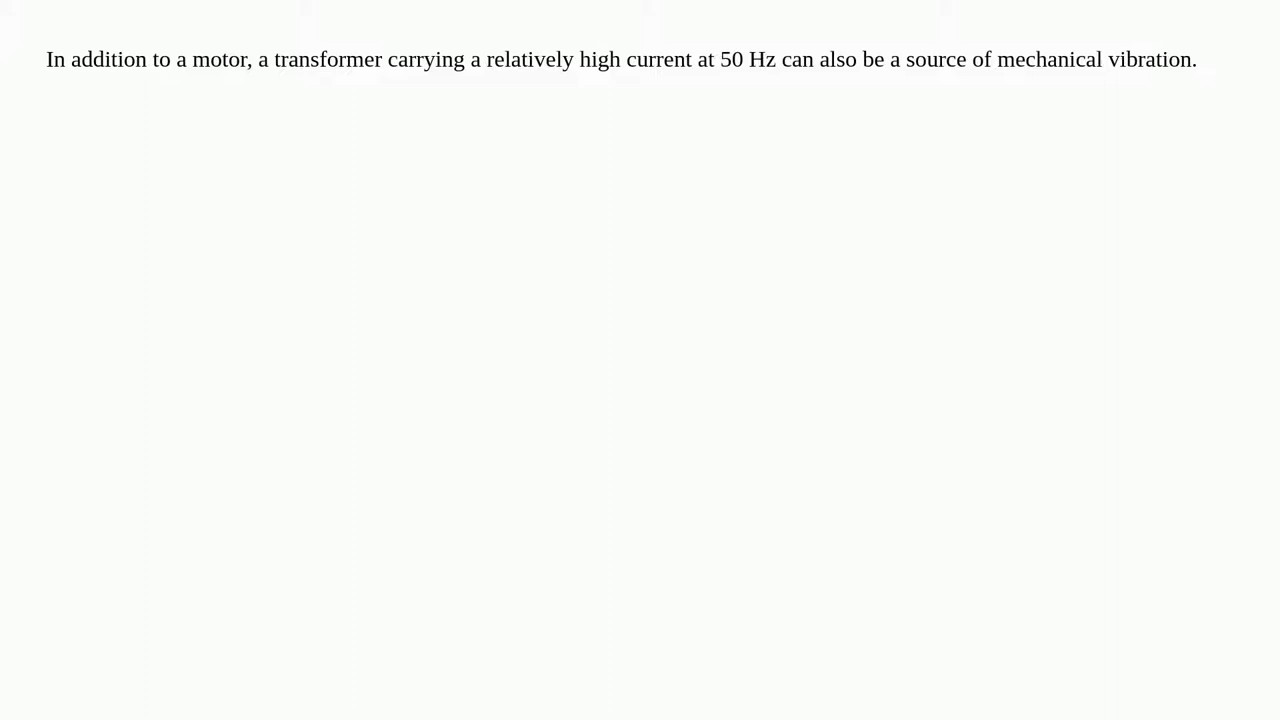 In addition to a motor, a transformer carrying a relatively high current at 50 Hz can also be a source of mechanical vibration.